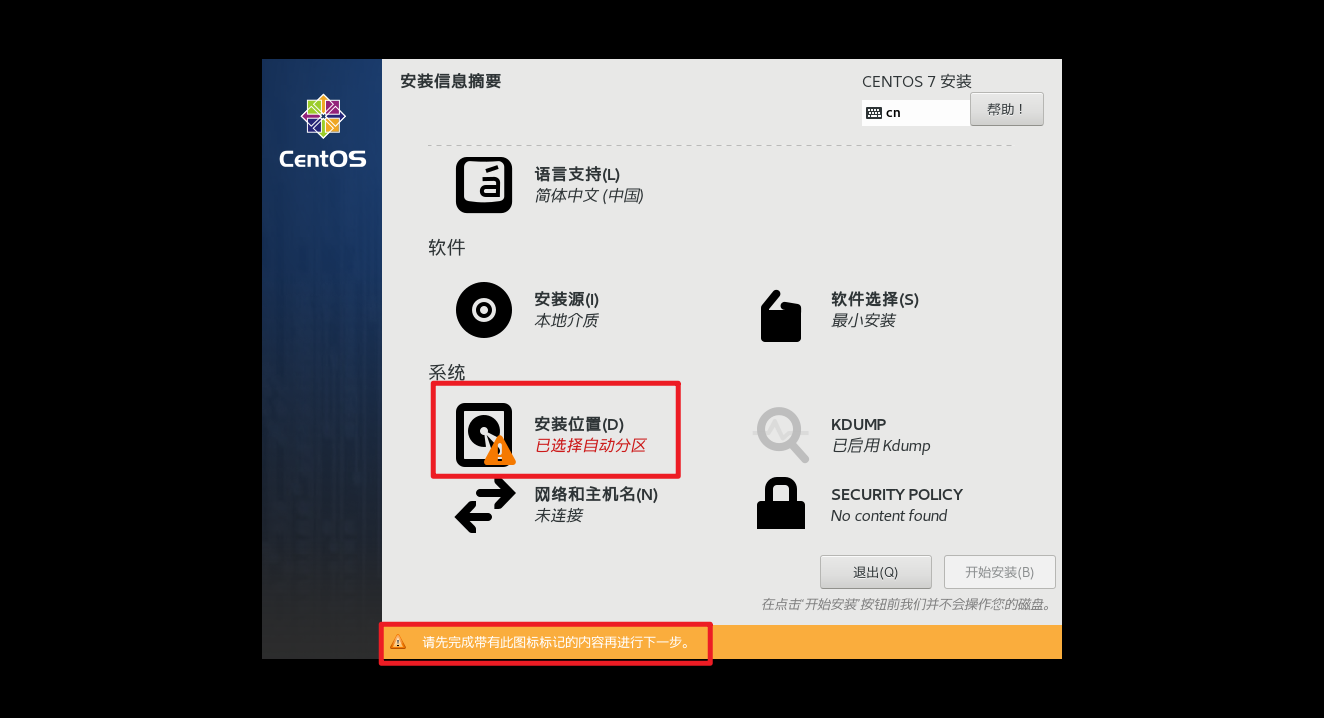 安装信息摘要
CENTOS 7 安装
cn
帮助！
CentOS
á
语言支持(L)
简体中文 (中国)
软件
安装源(I)
本地介质
软件选择(S)
最小安装
系统
安装位置(D)
已选择自动分区
KDUMP
已启用 Kdump
网络和主机名(N)
未连接
SECURITY POLICY
No content found
退出(Q)
开始安装(B)
在点击'开始安装'按钮前我们并不会操作您的磁盘。
请先完成带有此图标标记的内容再进行下一步。